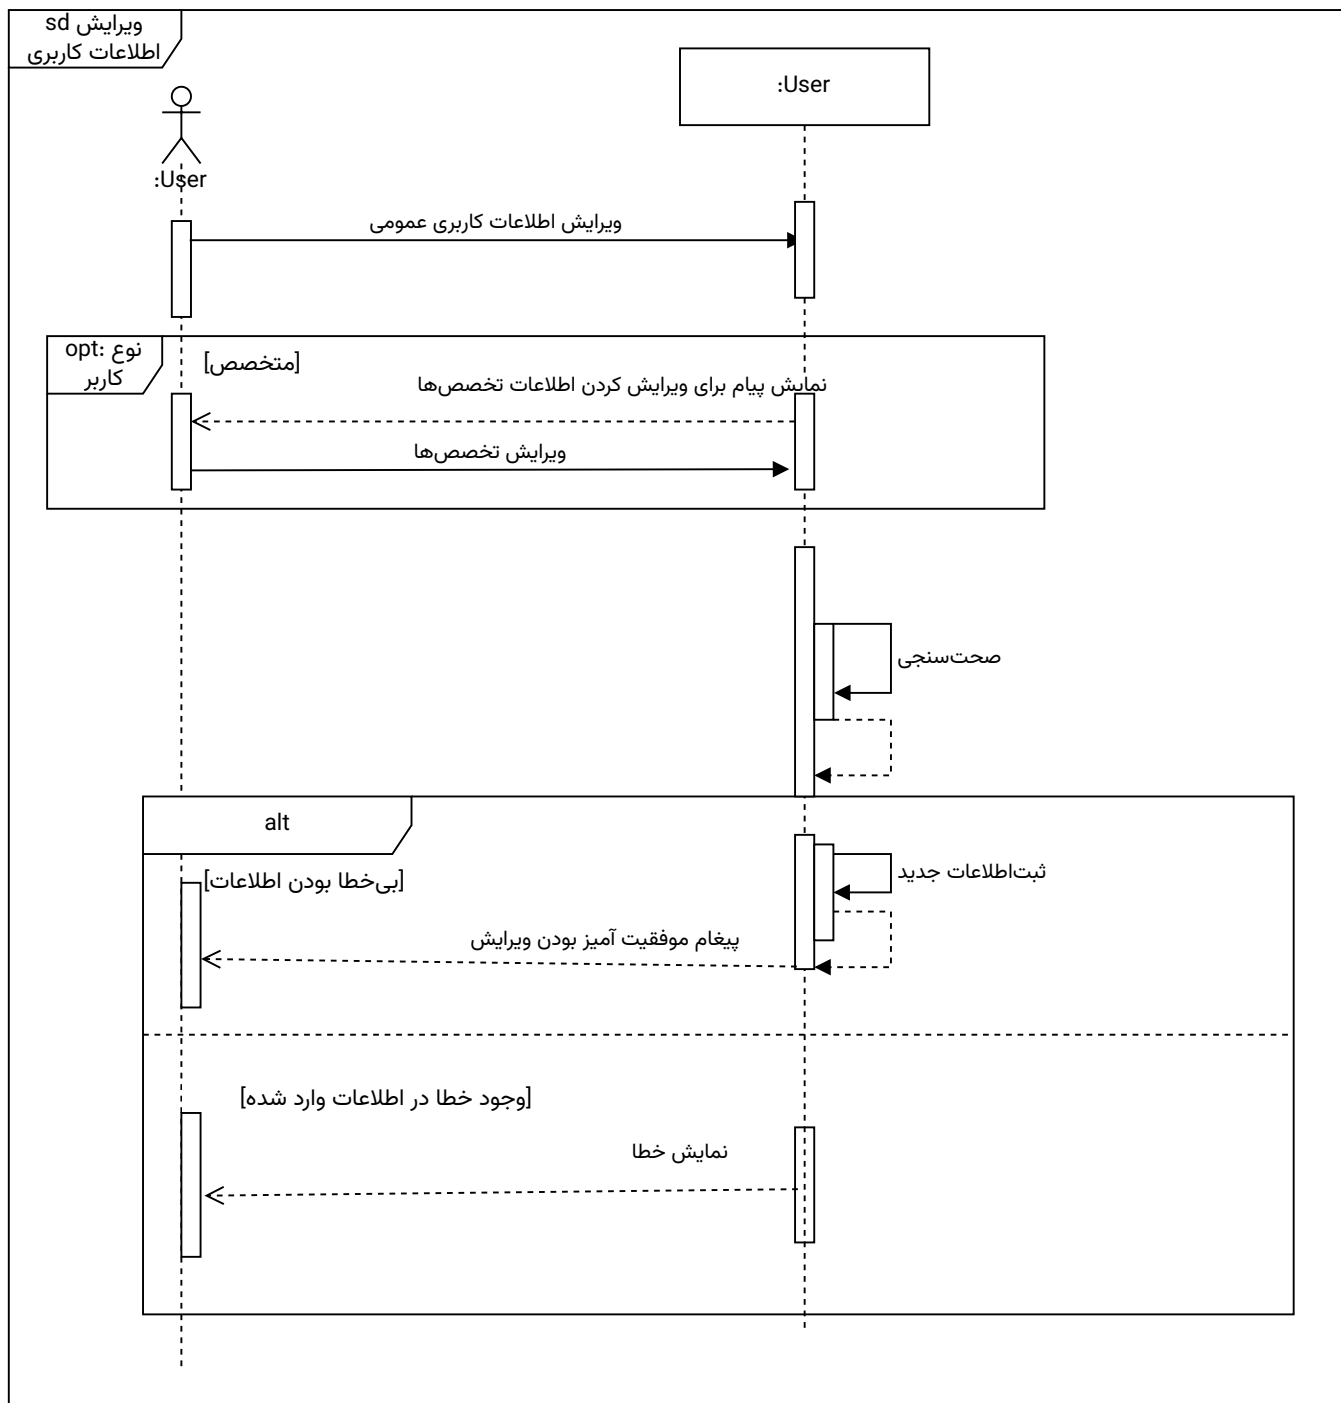 sd ویرایش
اطلاعات کاربری
:User
:User
ویرایش اطلاعات کاربری عمومی
opt: نوع
کاربر
[متخصص]
نمایش پیام برای ویرایش کردن اطلاعات تخصص‌ها
ویرایش تخصص‌ها
صحت‌سنجی
alt
[بی‌خطا بودن اطلاعات]
ثبت‌اطلاعات جدید
پیغام موفقیت آمیز بودن ویرایش
[وجود خطا در اطلاعات وارد شده]
نمایش خطا